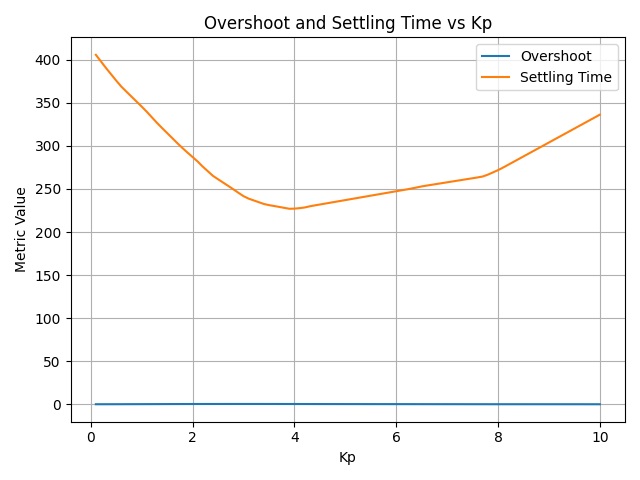 Overshoot and Settling Time vs Kp
Overshoot
Settling Time
Metric Value
400
350
300
250
200
150
100
50
0
0 2 4 6 8 10
Kp